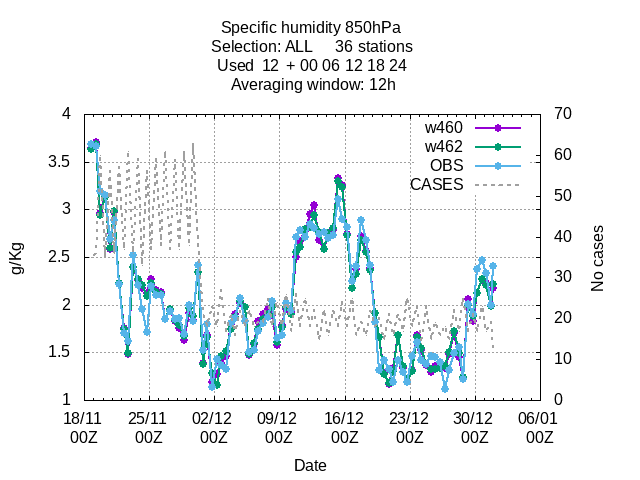 Specific humidity 850hPa
Selection: ALL 36 stations
Used 12 + 00 06 12 18 24
Averaging window: 12h
w460
w462
OBS
CASES
g/Kg
4
3.5
3
2.5
2
1.5
1
No cases
70
60
50
40
30
20
10
0
18/11 25/11 02/12 09/12 16/12 23/12 30/12 06/01
00Z 00Z 00Z 00Z 00Z 00Z 00Z 00Z
Date